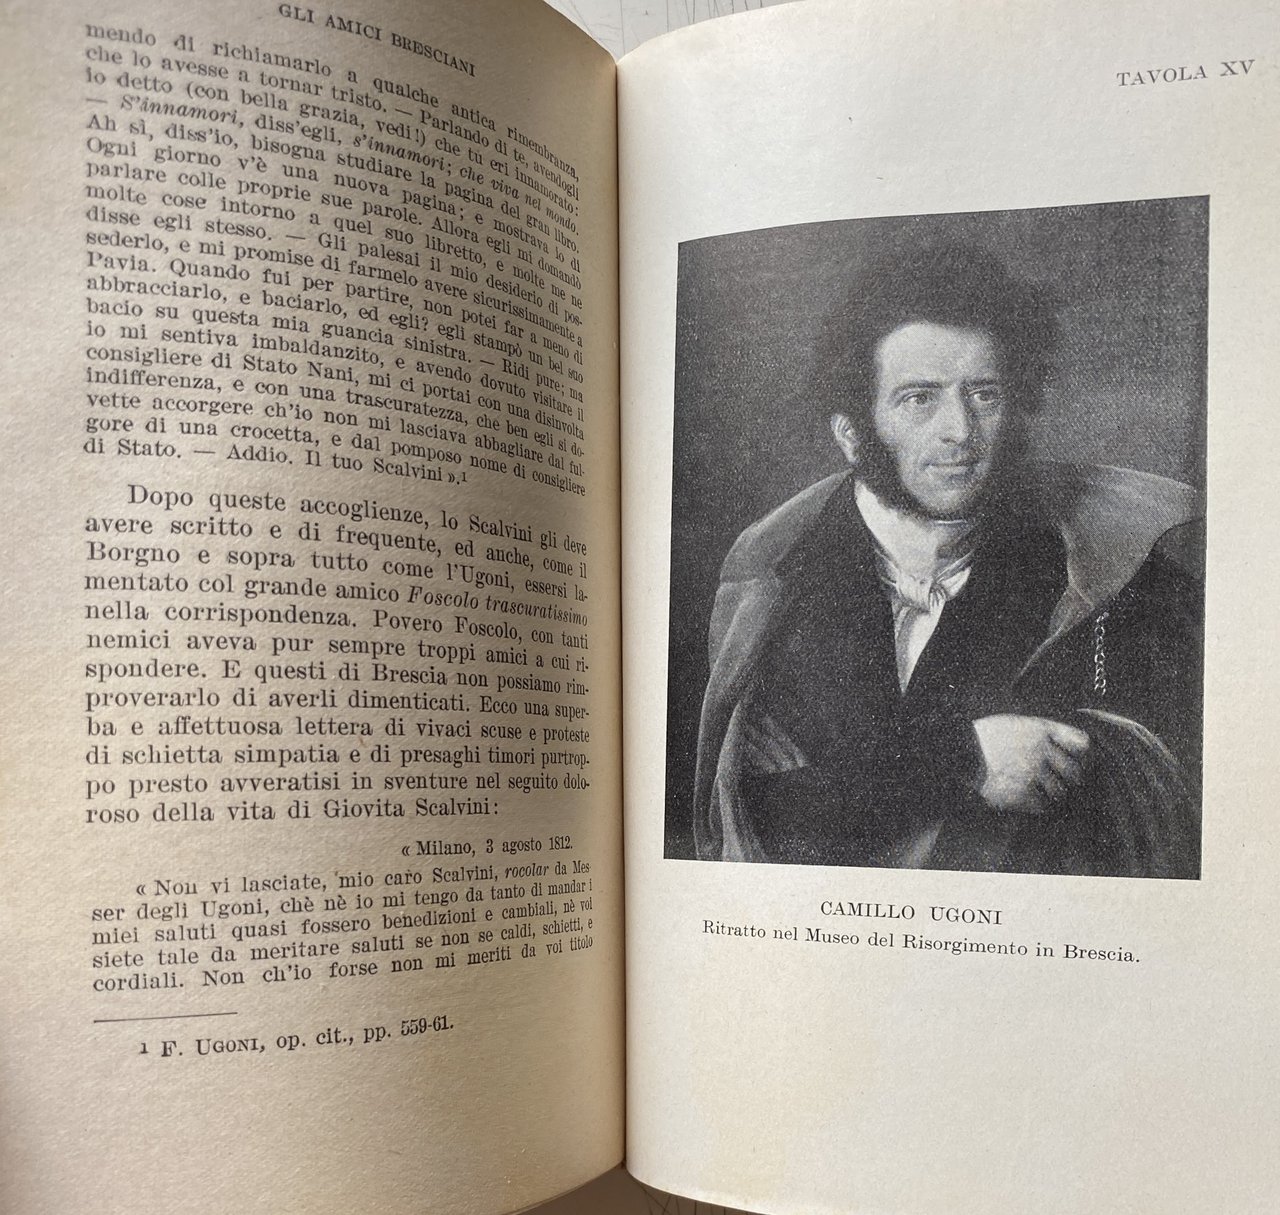 GLI AMICI BRESCIANI
mendo di richiamarlo a qualche antica rimembranza,
che lo avesse a tornar tristo. — Parlando di te, avendogli
io detto (con bella grazia, vedi!) che tu eri innamorato:
— S'innamori, diss'egli, s'innamori; che viva nel mondo.
Ah sì, diss'io, bisogna studiare la pagina del gran libro.
Ogni giorno v'è una nuova pagina; e mostrava io di
parlare colle proprie sue parole. Allora egli mi domandò
molte cose intorno a quel suo libretto, e molte me ne
disse egli stesso. — Gli palesai il mio desiderio di pos-
sederlo, e mi promise di farmelo avere sicurissimamente a
Pavia. Quando fui per partire, non potei far a meno di
abbracciarlo, e baciarlo, ed egli? egli stampò un bel suo
bacio su questa mia guancia sinistra. — Ridi pure; ma
io mi sentiva imbaldanzito, e avendo dovuto visitare il
consigliere di Stato Nani, mi ci portai con una disinvolta
indifferenza, e con una trascuratezza, che ben egli si do-
vette accorgere ch'io non mi lasciava abbagliare dal ful-
gore di una crocetta, e dal pomposo nome di consigliere
di Stato. — Addio. Il tuo Scalvini ».¹
Dopo queste accoglienze, lo Scalvini gli deve
avere scritto e di frequente, ed anche, come il
Borgno e sopra tutto come l'Ugoni, essersi la-
mentato col grande amico Foscolo trascuratissimo
nella corrispondenza. Povero Foscolo, con tanti
nemici aveva pur sempre troppi amici a cui ri-
spondere. E questi di Brescia non possiamo rim-
proverarlo di averli dimenticati. Ecco una super-
ba e affettuosa lettera di vivaci scuse e proteste
di schietta simpatia e di presaghi timori purtrop-
po presto avveratisi in sventure nel seguito dolo-
roso della vita di Giovita Scalvini:
« Milano, 3 agosto 1812.
« Non vi lasciate, mio caro Scalvini, rocolar da Mes-
ser degli Ugoni, chè nè io mi tengo da tanto di mandar i
miei saluti quasi fossero benedizioni e cambiali, nè voi
siete tale da meritare saluti se non se caldi, schietti, e
cordiali. Non ch'io forse non mi meriti da voi titolo
¹ F. UGONI, op. cit., pp. 559-61.
TAVOLA XV
CAMILLO UGONI
Ritratto nel Museo del Risorgimento in Brescia.